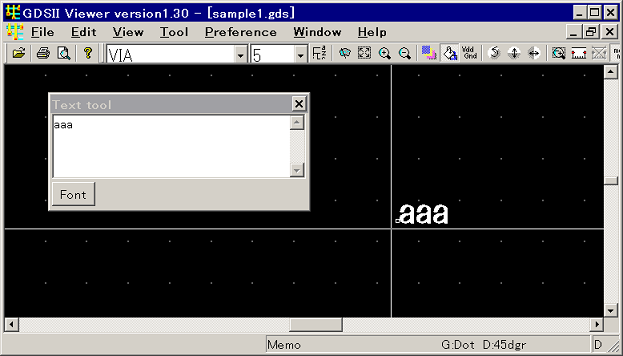 GDSII Viewer version1.30 - [sample1.gds]
File Edit View Tool Preference Window Help
VIA 5 Vdd Gnd
Text tool
aaa
Font
aaa
Memo G:Dot D:45dgr D